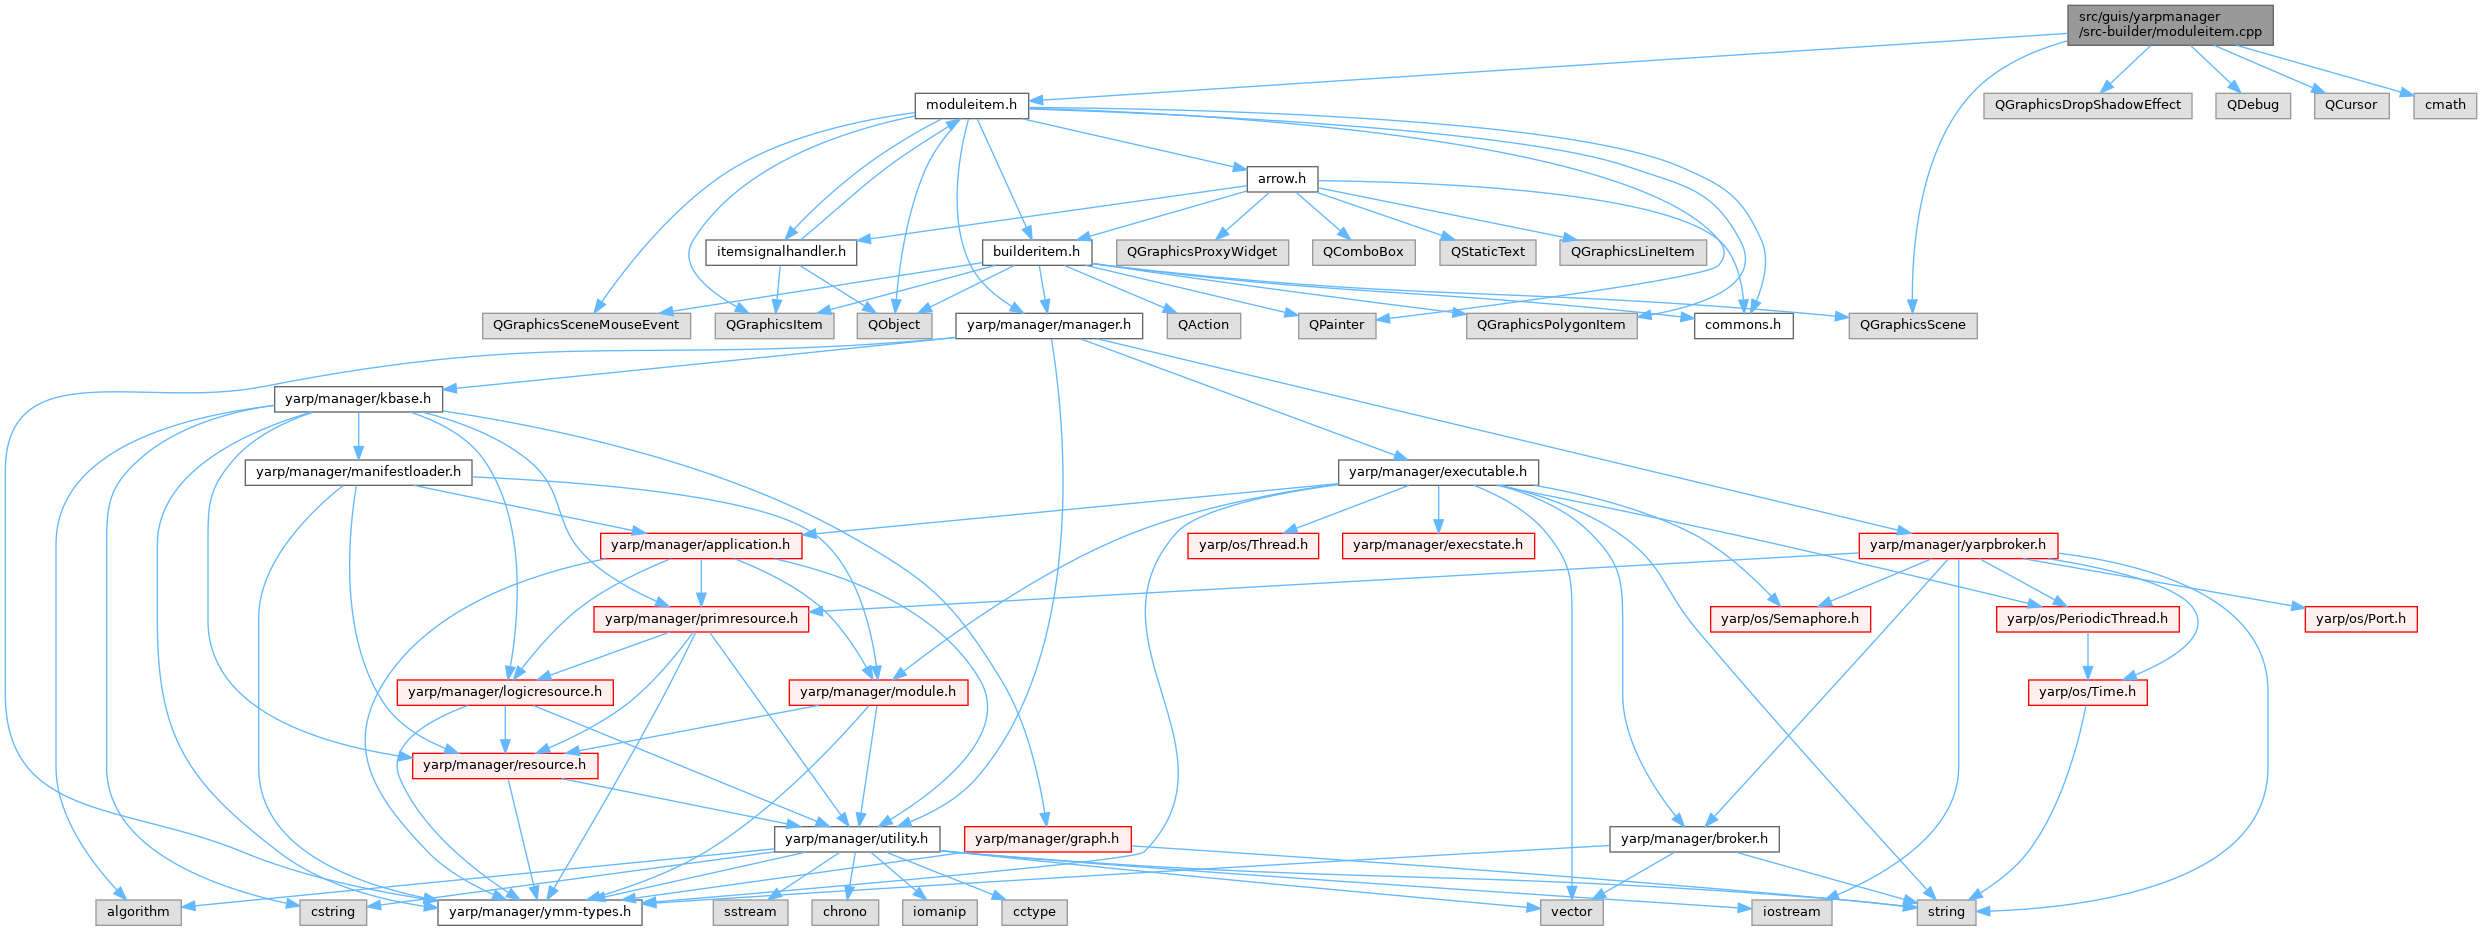 src/guis/yarpmanager
/src-builder/moduleitem.cpp
moduleitem.h
QGraphicsDropShadowEffect
QDebug
QCursor
cmath
arrow.h
itemsignalhandler.h
builderitem.h
QGraphicsProxyWidget
QComboBox
QStaticText
QGraphicsLineItem
QGraphicsSceneMouseEvent
QGraphicsItem
QObject
yarp/manager/manager.h
QAction
QPainter
QGraphicsPolygonItem
commons.h
QGraphicsScene
yarp/manager/kbase.h
yarp/manager/manifestloader.h
yarp/manager/executable.h
yarp/manager/application.h
yarp/os/Thread.h
yarp/manager/execstate.h
yarp/manager/yarpbroker.h
yarp/manager/primresource.h
yarp/os/Semaphore.h
yarp/os/PeriodicThread.h
yarp/os/Port.h
yarp/manager/logicresource.h
yarp/manager/module.h
yarp/os/Time.h
yarp/manager/resource.h
yarp/manager/utility.h
yarp/manager/graph.h
yarp/manager/broker.h
algorithm
cstring
yarp/manager/ymm-types.h
sstream
chrono
iomanip
cctype
vector
iostream
string